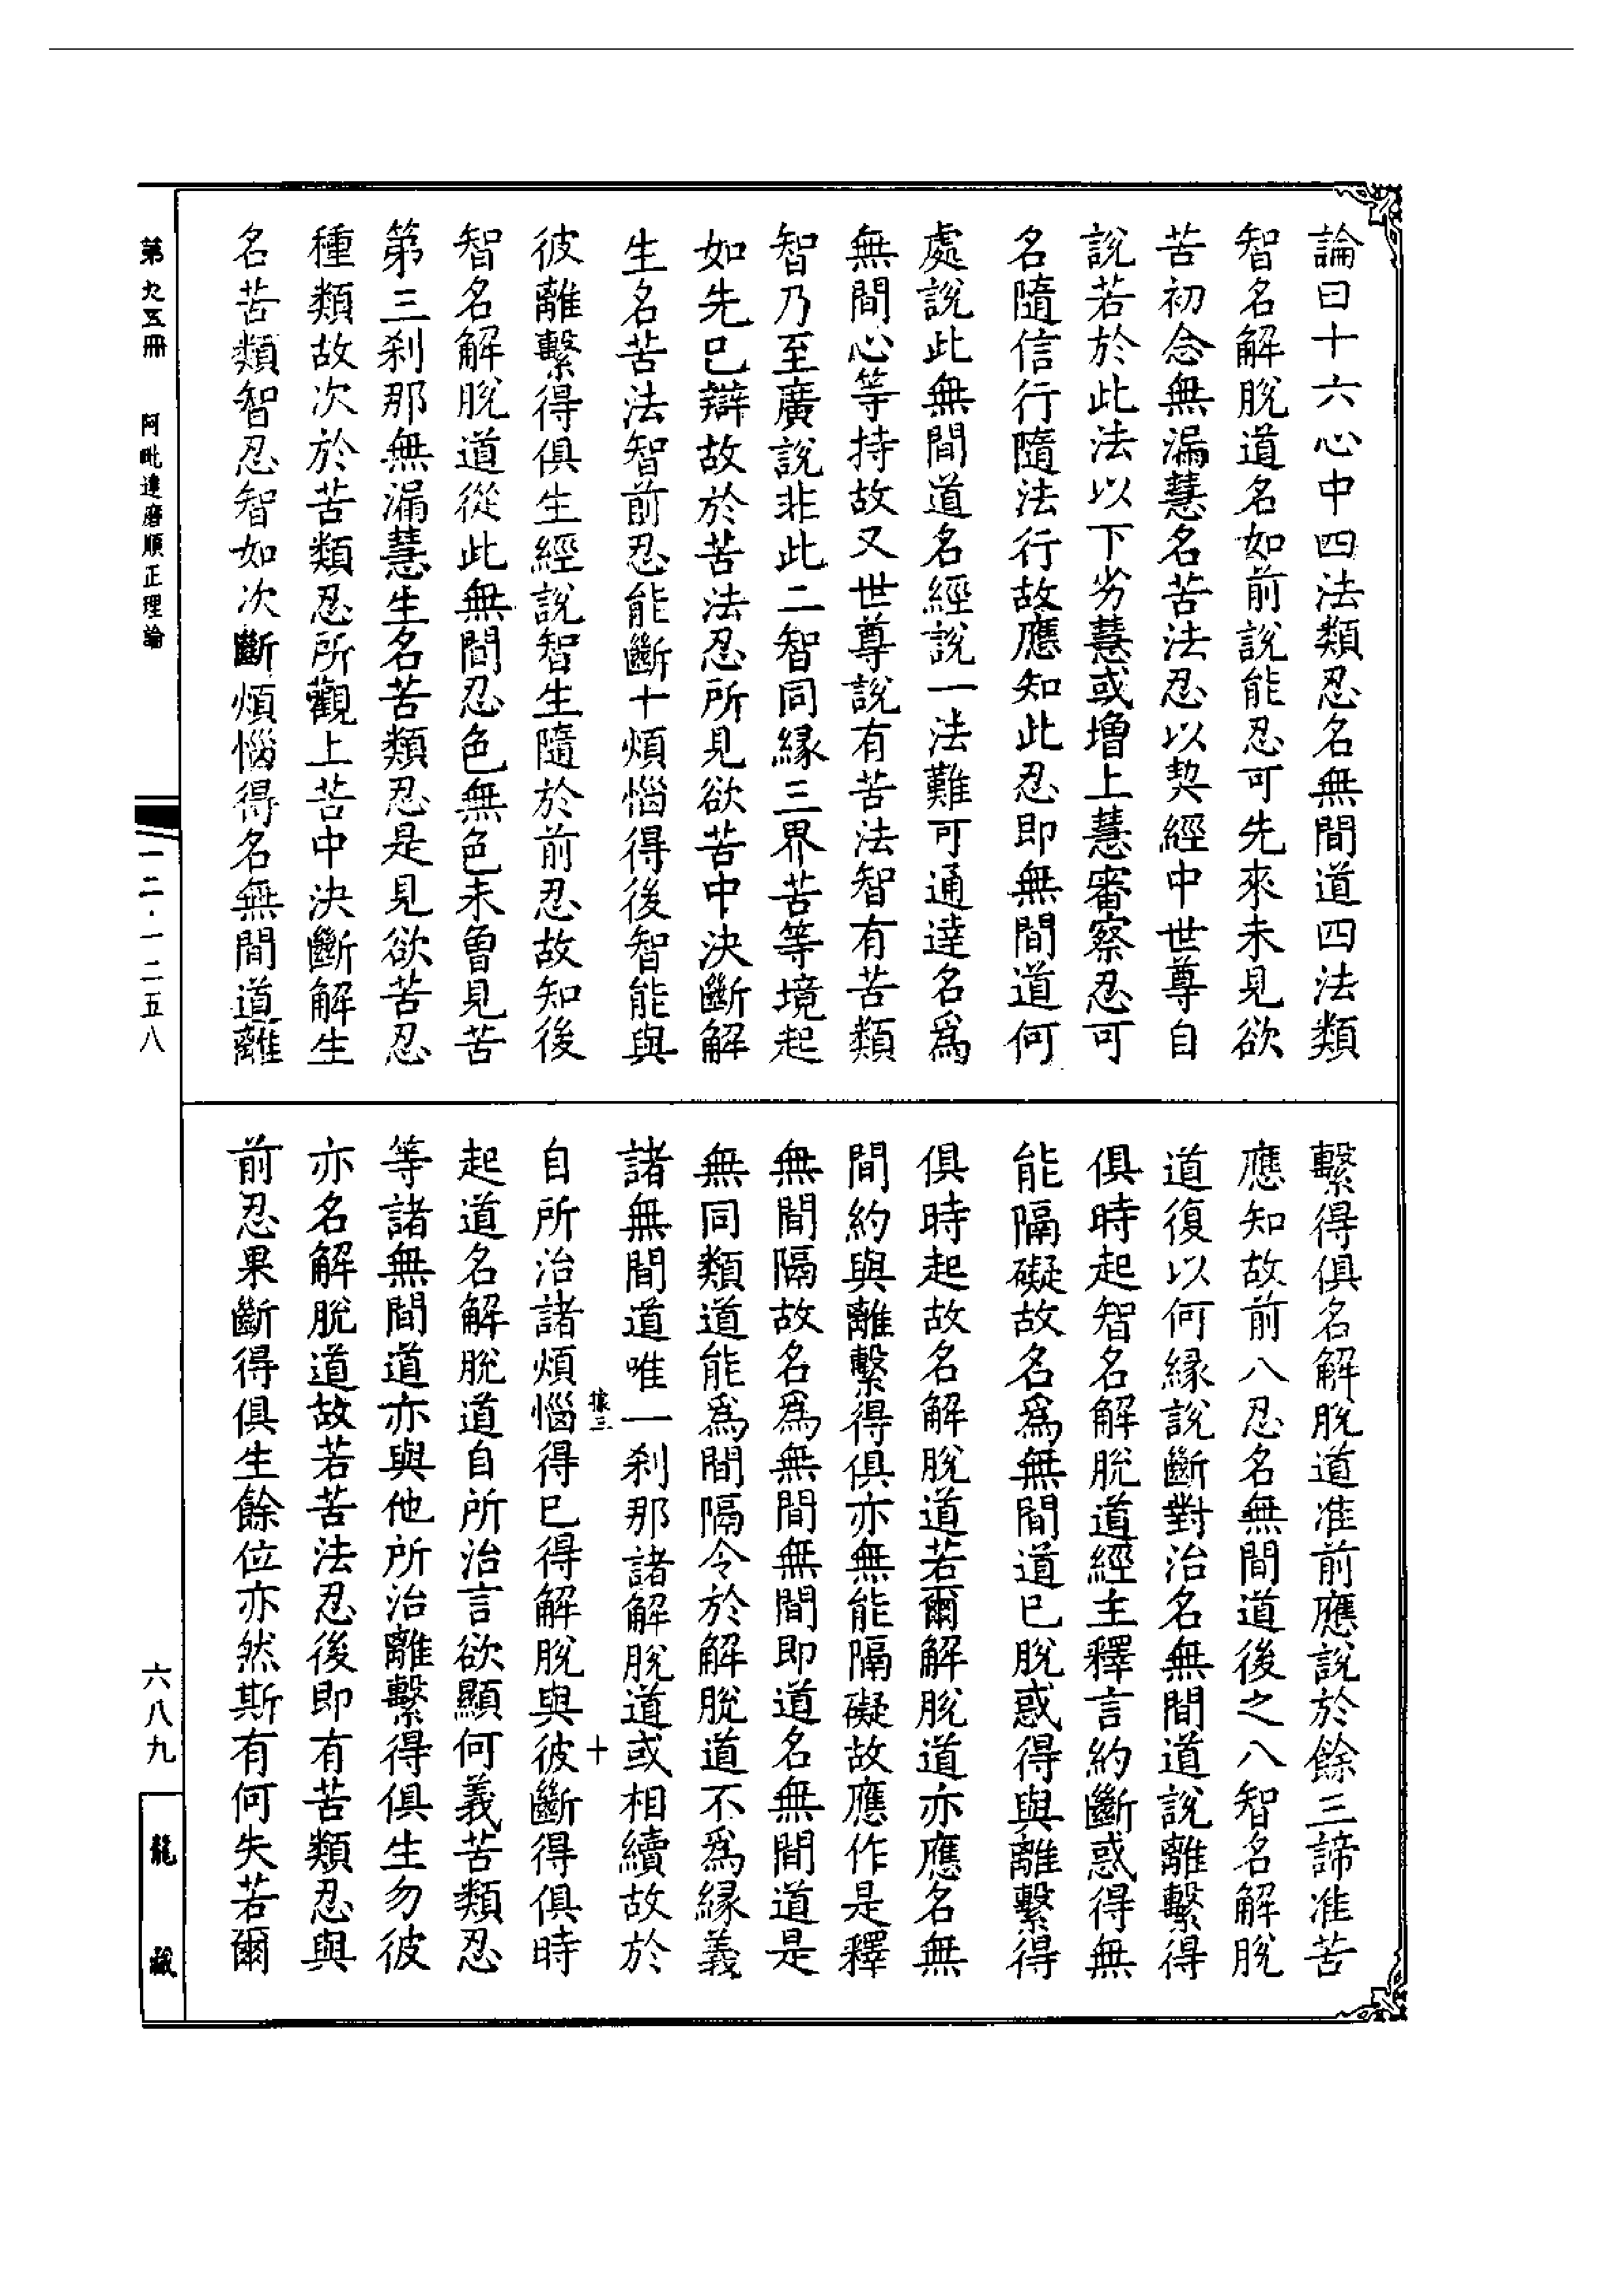 論曰十六心中四法類忍名無間道四法類
智名解脫道名如前說能忍可先來未見欲
苦初念無漏慧名苦法忍以契經中世尊自
說若於此法以下劣慧或增上慧審察忍可
名隨信行隨法行故應知此忍即無間道何
處說此無間道名經說一法難可通達名爲
無間心等持故又世尊說有苦法智有苦類
智乃至廣說非此二智同緣三界苦等境起
如先已辯故於苦法忍所見欲苦中決斷解
生名苦法智前忍能斷十煩惱得後智能與
彼離繫得俱生經說智生隨於前忍故知後
智名解脫道從此無間忍色無色未曾見苦
第三刹那無漏慧生名苦類忍是見欲苦忍
種類故次於苦類忍所觀上苦中決斷解生
名苦類智忍智如次斷煩惱得名無間道離
繫得俱名解脫道准前應說於餘三諦准苦
應知故前八忍名無間道後之八智名解脫
道復以何緣說斷對治名無間道說離繫得
俱時起智名解脫道經主釋言約斷惑得無
能隔礙故名爲無間道已脫惑得與離繫得
俱時起故名解脫道若爾解脫道亦應名無
間約與離繫得俱亦無能隔礙故應作是釋
無間隔故名爲無間無間即道名無間道是
無同類道能爲間隔令於解脫道不爲緣義
諸無間道唯一刹那諸解脫道或相續故於
自所治諸煩惱得已得解脫與彼斷得俱時
起道名解脫道自所治言欲顯何義苦類忍
等諸無間道亦與他所治離繫得俱生勿彼
亦名解脫道故若苦法忍後即有苦類忍與
前忍果斷得俱生餘位亦然斯有何失若爾
據三
十
第九五冊 阿毗達磨順正理論
一二·一二五八
六八九
龍藏